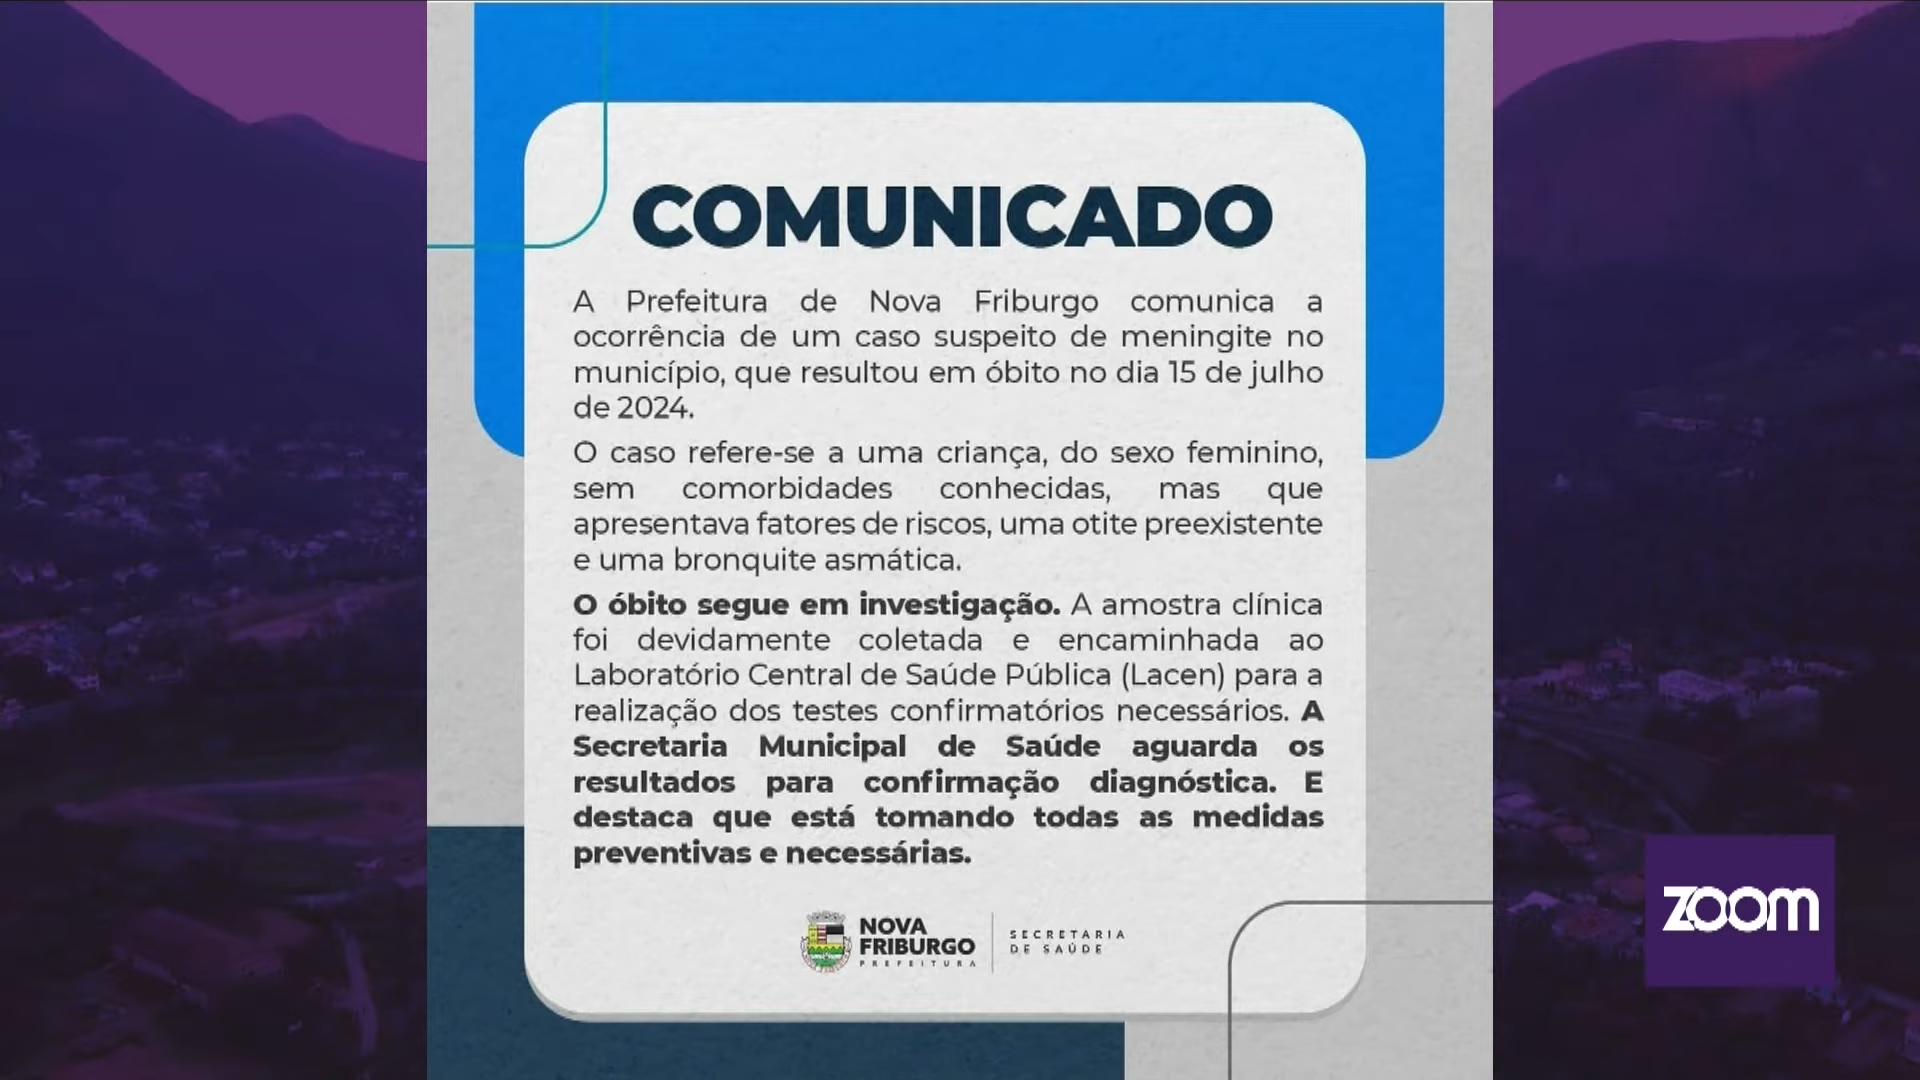 COMUNICADO
A Prefeitura de Nova Friburgo comunica a
ocorrência de um caso suspeito de meningite no
município, que resultou em óbito no dia 15 de julho
de 2024.
O caso refere-se a uma criança, do sexo feminino,
sem comorbidades conhecidas, mas que
apresentava fatores de riscos, uma otite preexistente
e uma bronquite asmática.
O óbito segue em investigação. A amostra clínica
foi devidamente coletada e encaminhada ao
Laboratório Central de Saúde Pública (Lacen) para a
realização dos testes confirmatórios necessários. A
Secretaria Municipal de Saúde aguarda os
resultados para confirmação diagnóstica. E
destaca que está tomando todas as medidas
preventivas e necessárias.
NOVA
FRIBURGO
PREFEITURA
SECRETARIA
DE SAÚDE
zoom